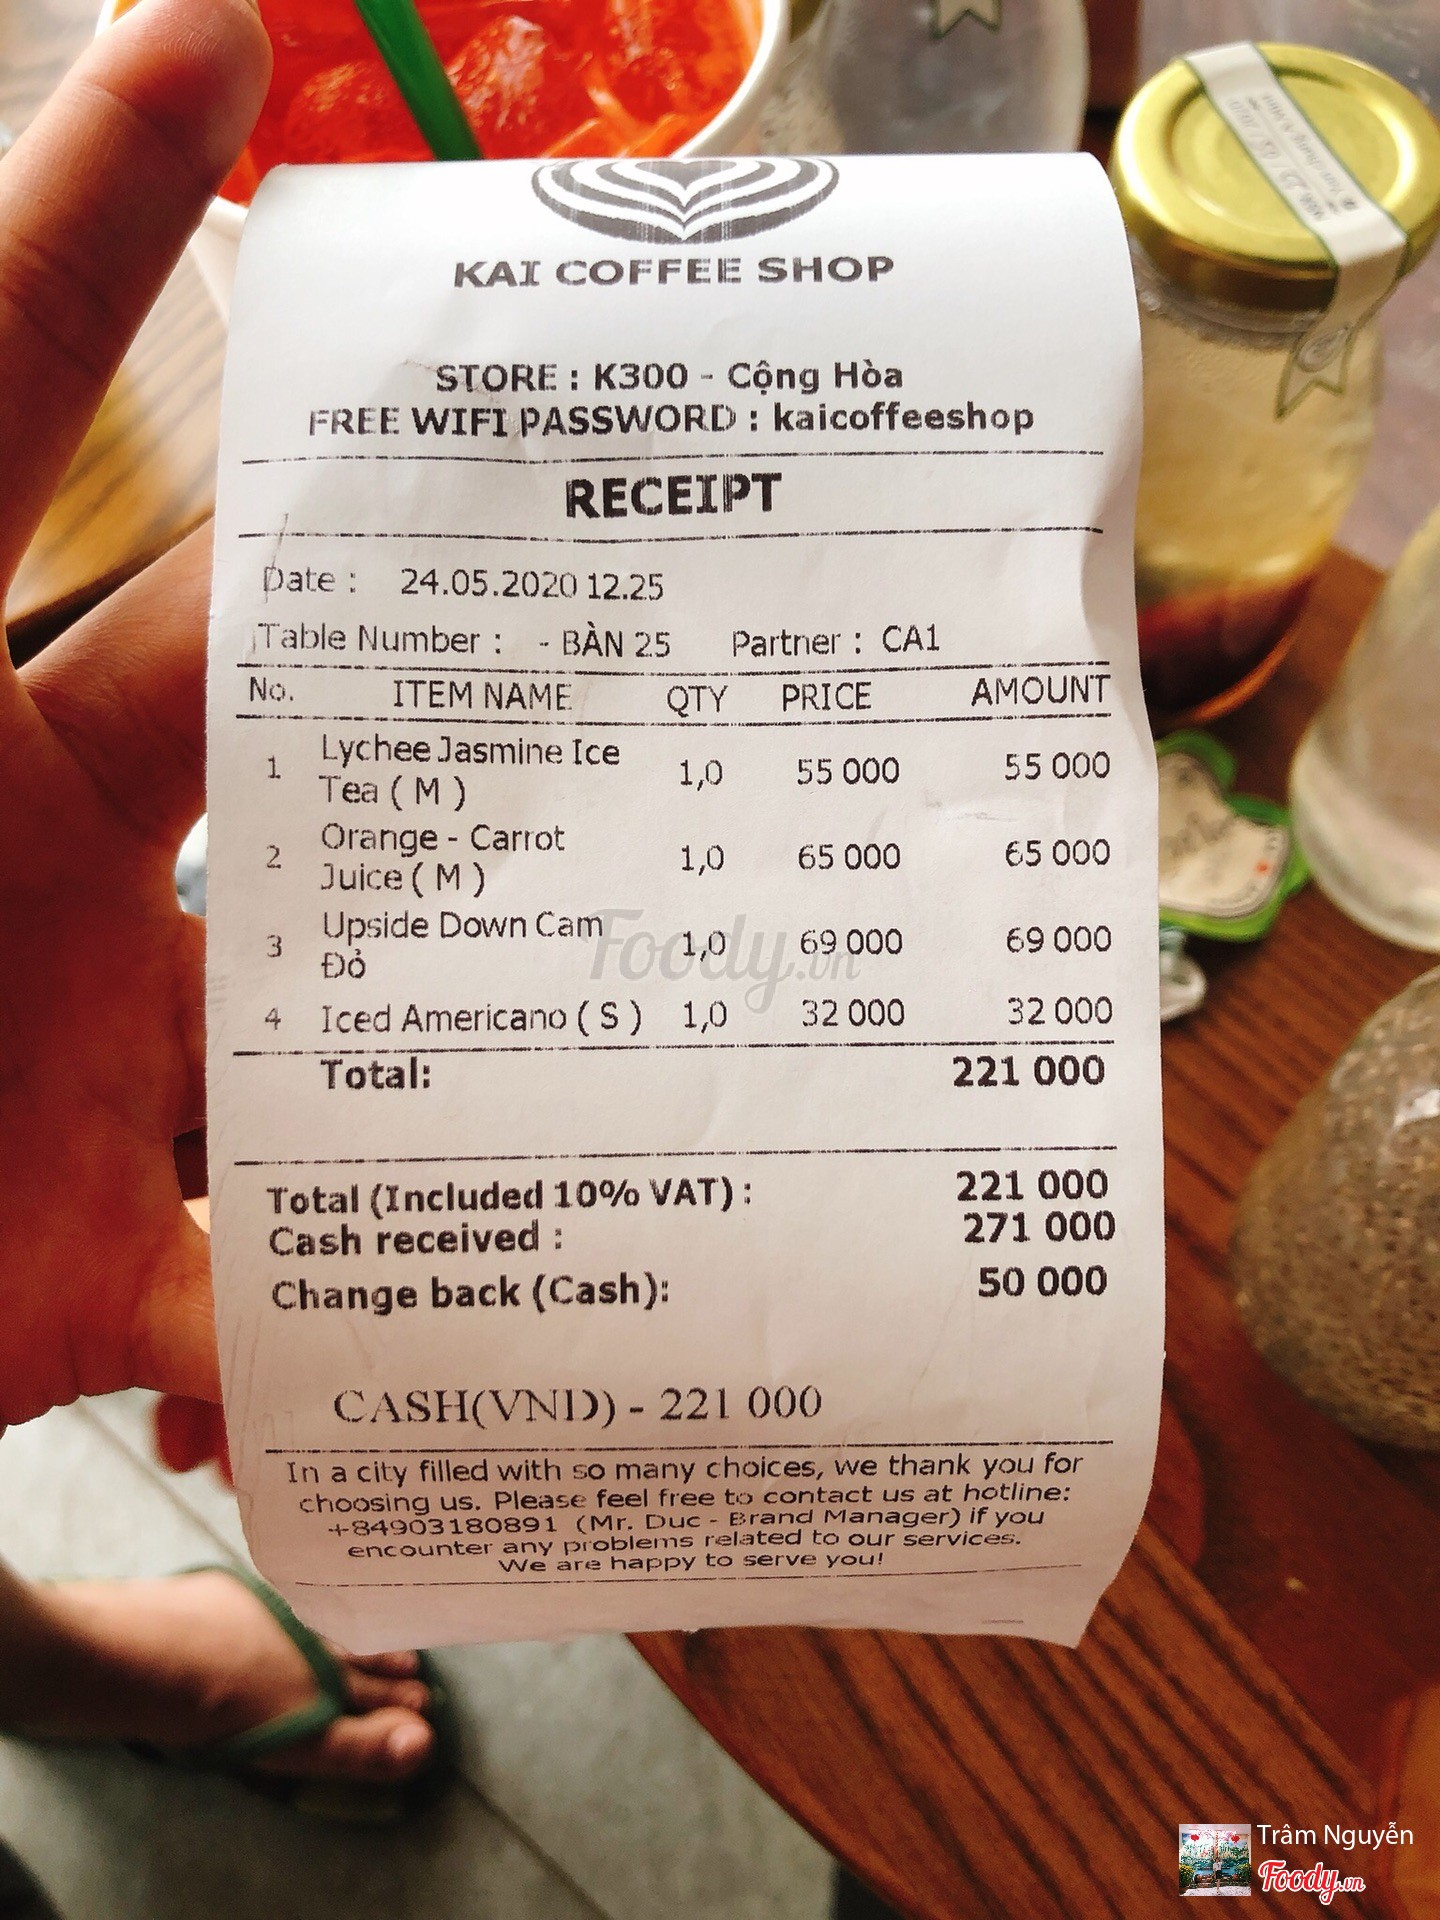 KAI COFFEE SHOP
STORE : K300 - Cộng Hòa
FREE WIFI PASSWORD : kaicoffeeshop
RECEIPT
Date : 24.05.2020 12.25
Table Number : - BÀN 25 Partner : CA1
No. ITEM NAME QTY PRICE AMOUNT
1 Lychee Jasmine Ice 1,0 55 000 55 000
Tea ( M )
2 Orange - Carrot 1,0 65 000 65 000
Juice ( M )
3 Upside Down Cam 1,0 69 000 69 000
Đỏ
4 Iced Americano ( S ) 1,0 32 000 32 000
Total: 221 000
Total (Included 10% VAT) : 221 000
Cash received : 271 000
Change back (Cash): 50 000
CASH(VND) - 221 000
In a city filled with so many choices, we thank you for
choosing us. Please feel free to contact us at hotline:
+84903180891 (Mr. Duc - Brand Manager) if you
encounter any problems related to our services.
We are happy to serve you!
Foody.vn
Trâm Nguyễn
Foody.vn